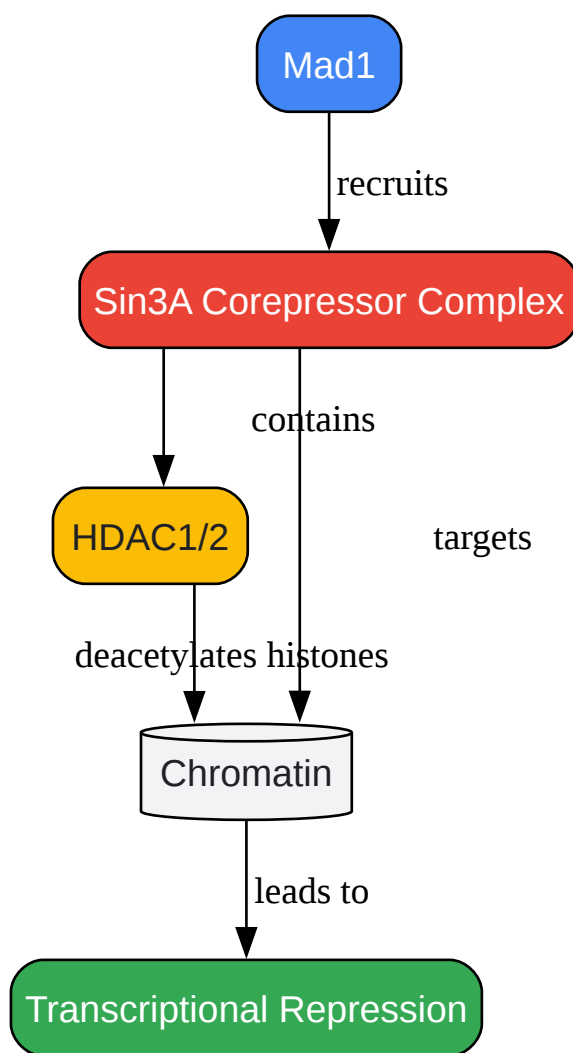 Mad1
recruits
Sin3A Corepressor Complex
contains
HDAC1/2
targets
deacetylates histones
Chromatin
leads to
Transcriptional Repression